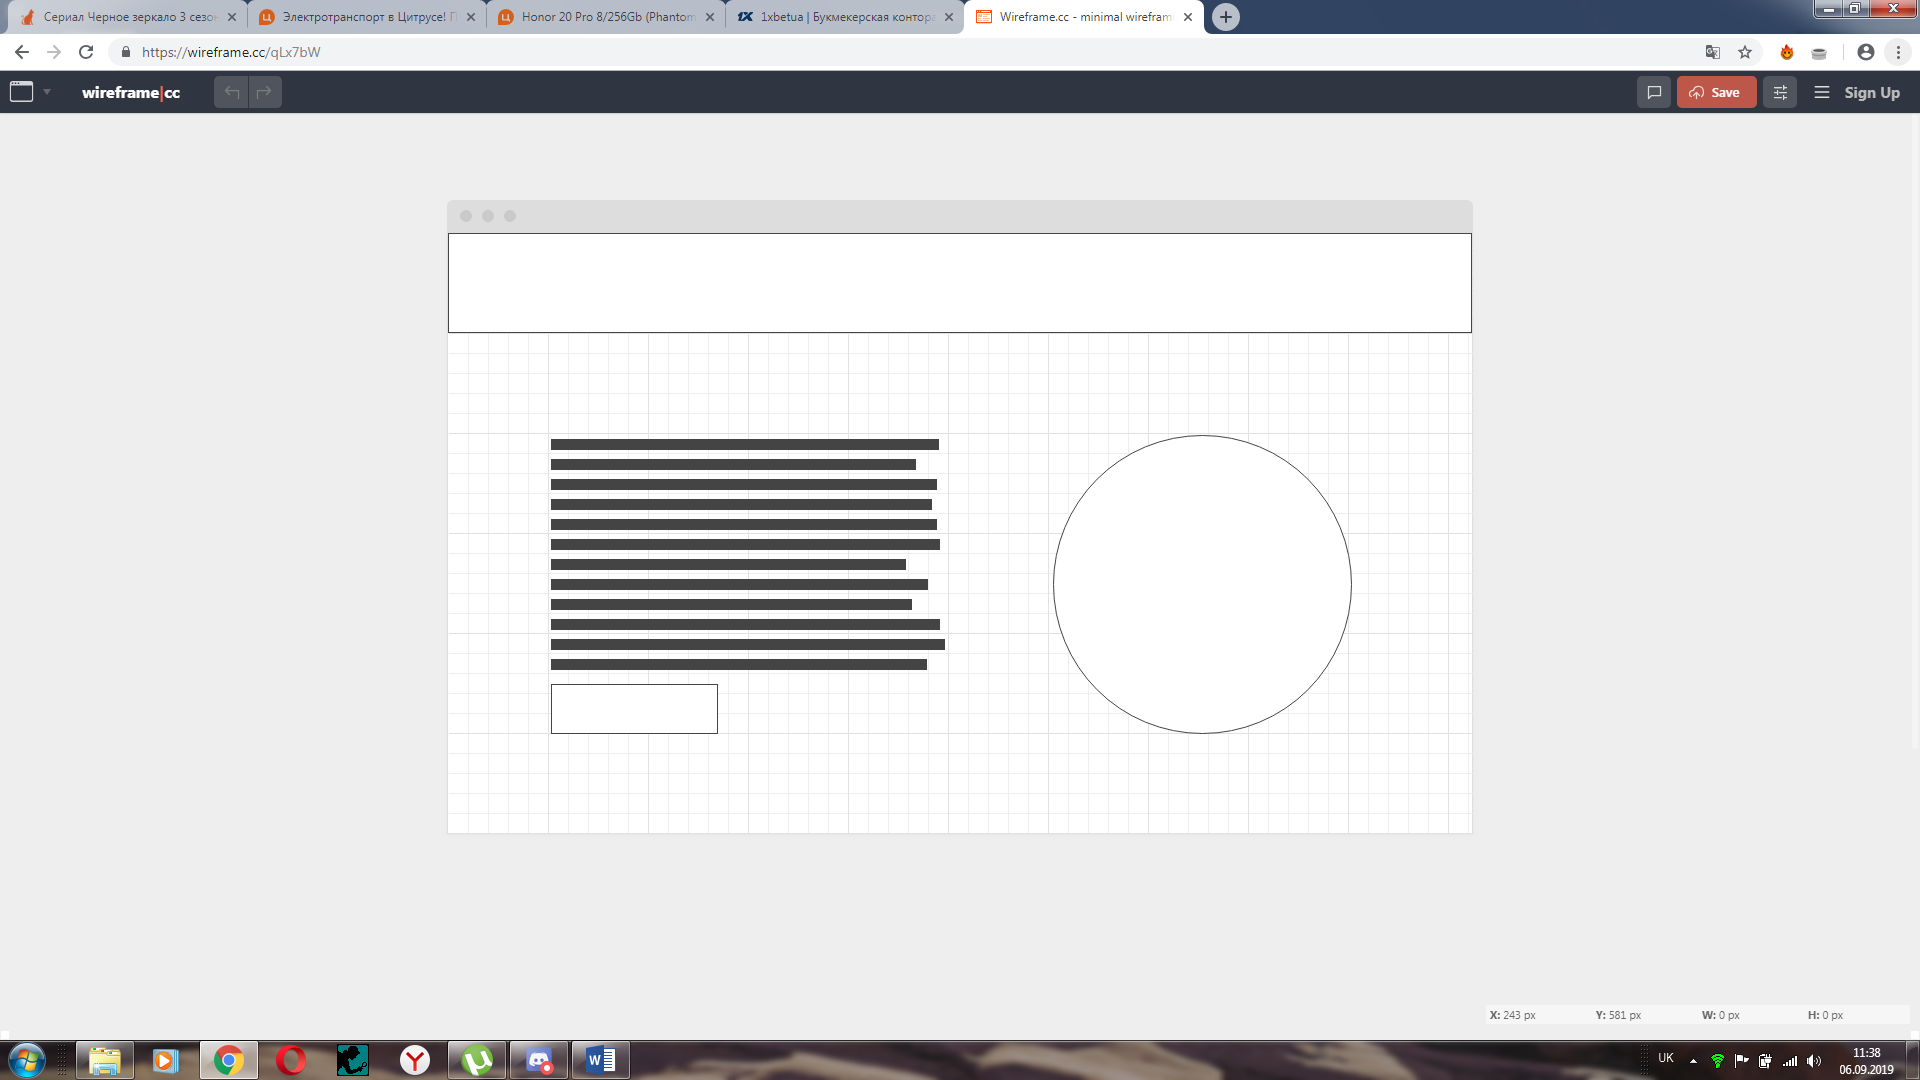 Сериал Черное зеркало 3 сезон
Электротранспорт в Цитрусе! П
Honor 20 Pro 8/256Gb (Phantom
1xbetua | Букмекерская контора
Wireframe.cc - minimal wirefram
https://wireframe.cc/qLx7bW
wireframe|cc
Save
Sign Up
X: 243 px Y: 581 px W: 0 px H: 0 px
UK
11:38
06.09.2019